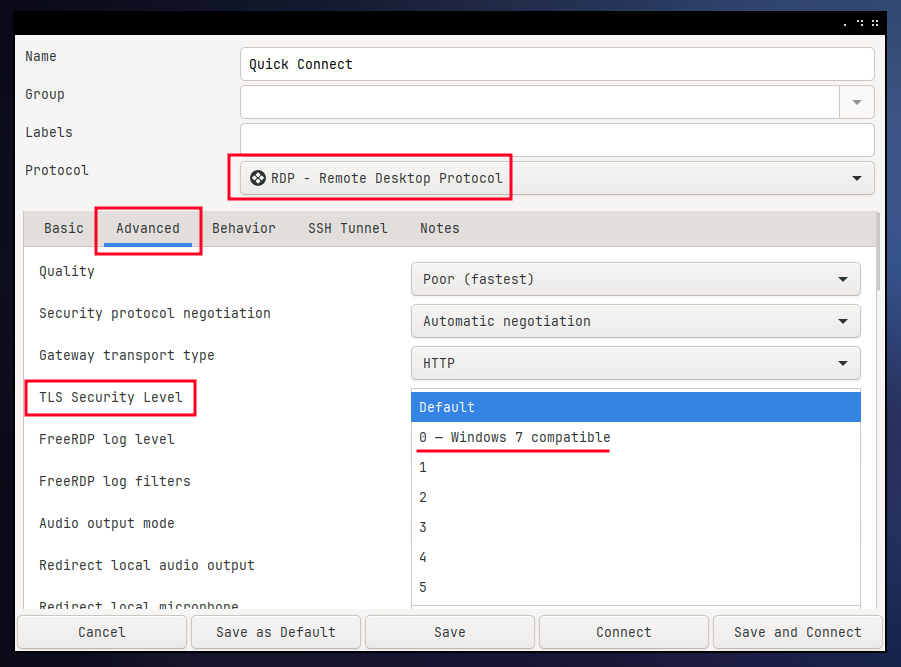 Name
Quick Connect
Group
Labels
Protocol
RDP - Remote Desktop Protocol
Basic Advanced Behavior SSH Tunnel Notes
Quality
Poor (fastest)
Security protocol negotiation
Automatic negotiation
Gateway transport type
HTTP
TLS Security Level
Default
0 — Windows 7 compatible
1
2
3
4
5
FreeRDP log level
FreeRDP log filters
Audio output mode
Redirect local audio output
Redirect local microphone
Cancel Save as Default Save Connect Save and Connect